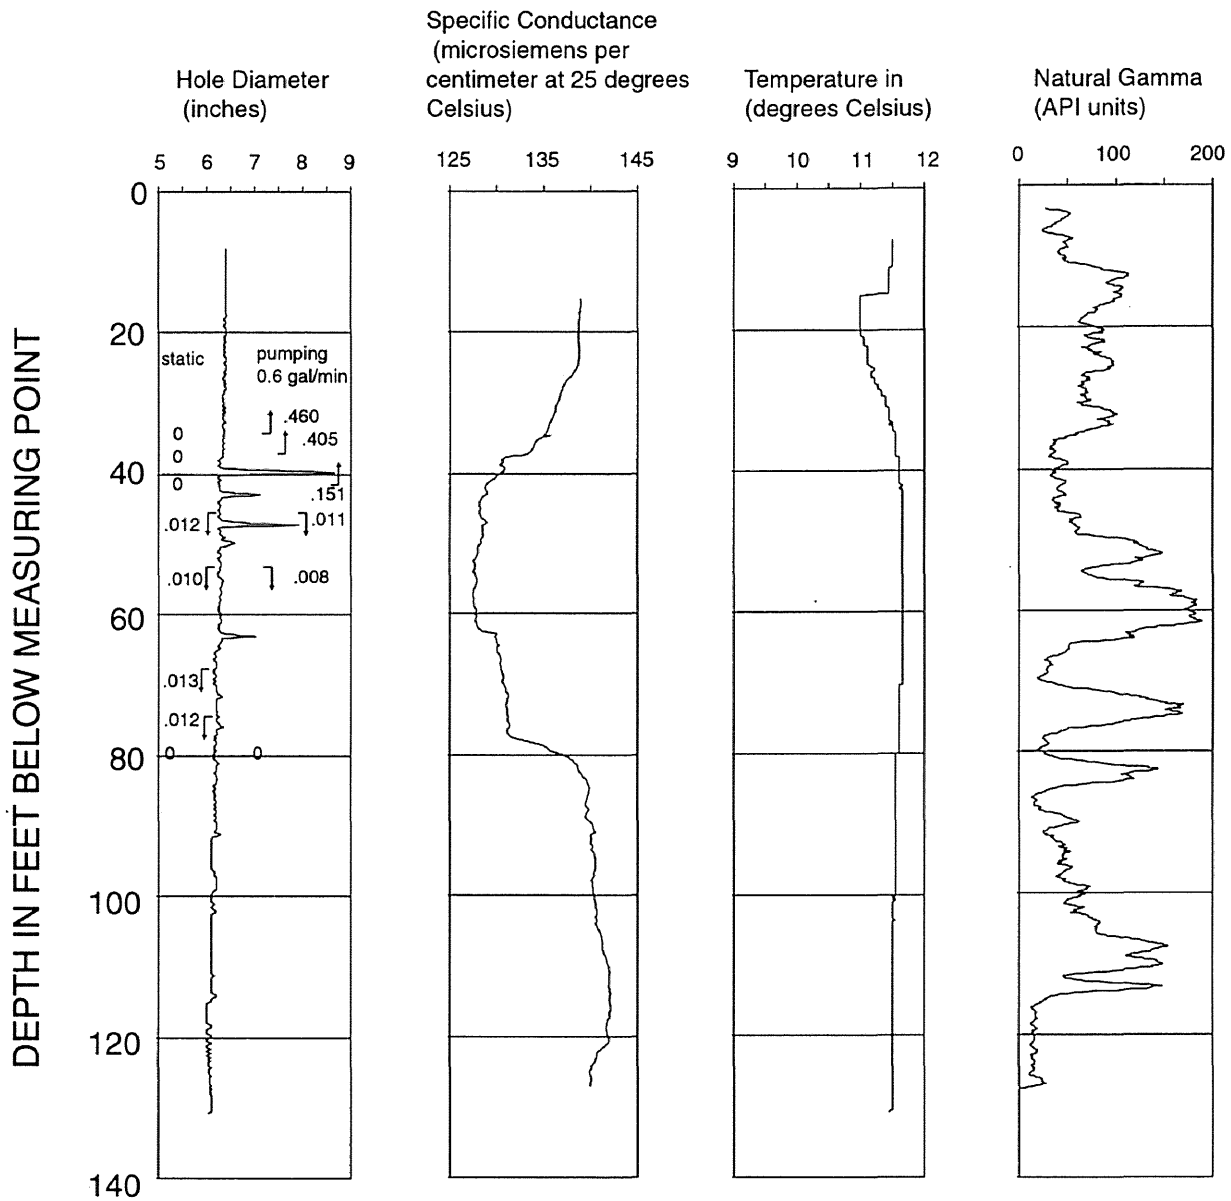 Specific Conductance
(microsiemens per
centimeter at 25 degrees
Celsius)
Hole Diameter
(inches)
Temperature in
(degrees Celsius)
Natural Gamma
(API units)
5 6 7 8 9
125 135 145
9 10 11 12
0 100 200
DEPTH IN FEET BELOW MEASURING POINT
0
20
static
pumping
0.6 gal/min
.460
0
.405
0
40
0
.151
.012
.011
.010
.008
60
.013
.012
0
0
80
100
120
140